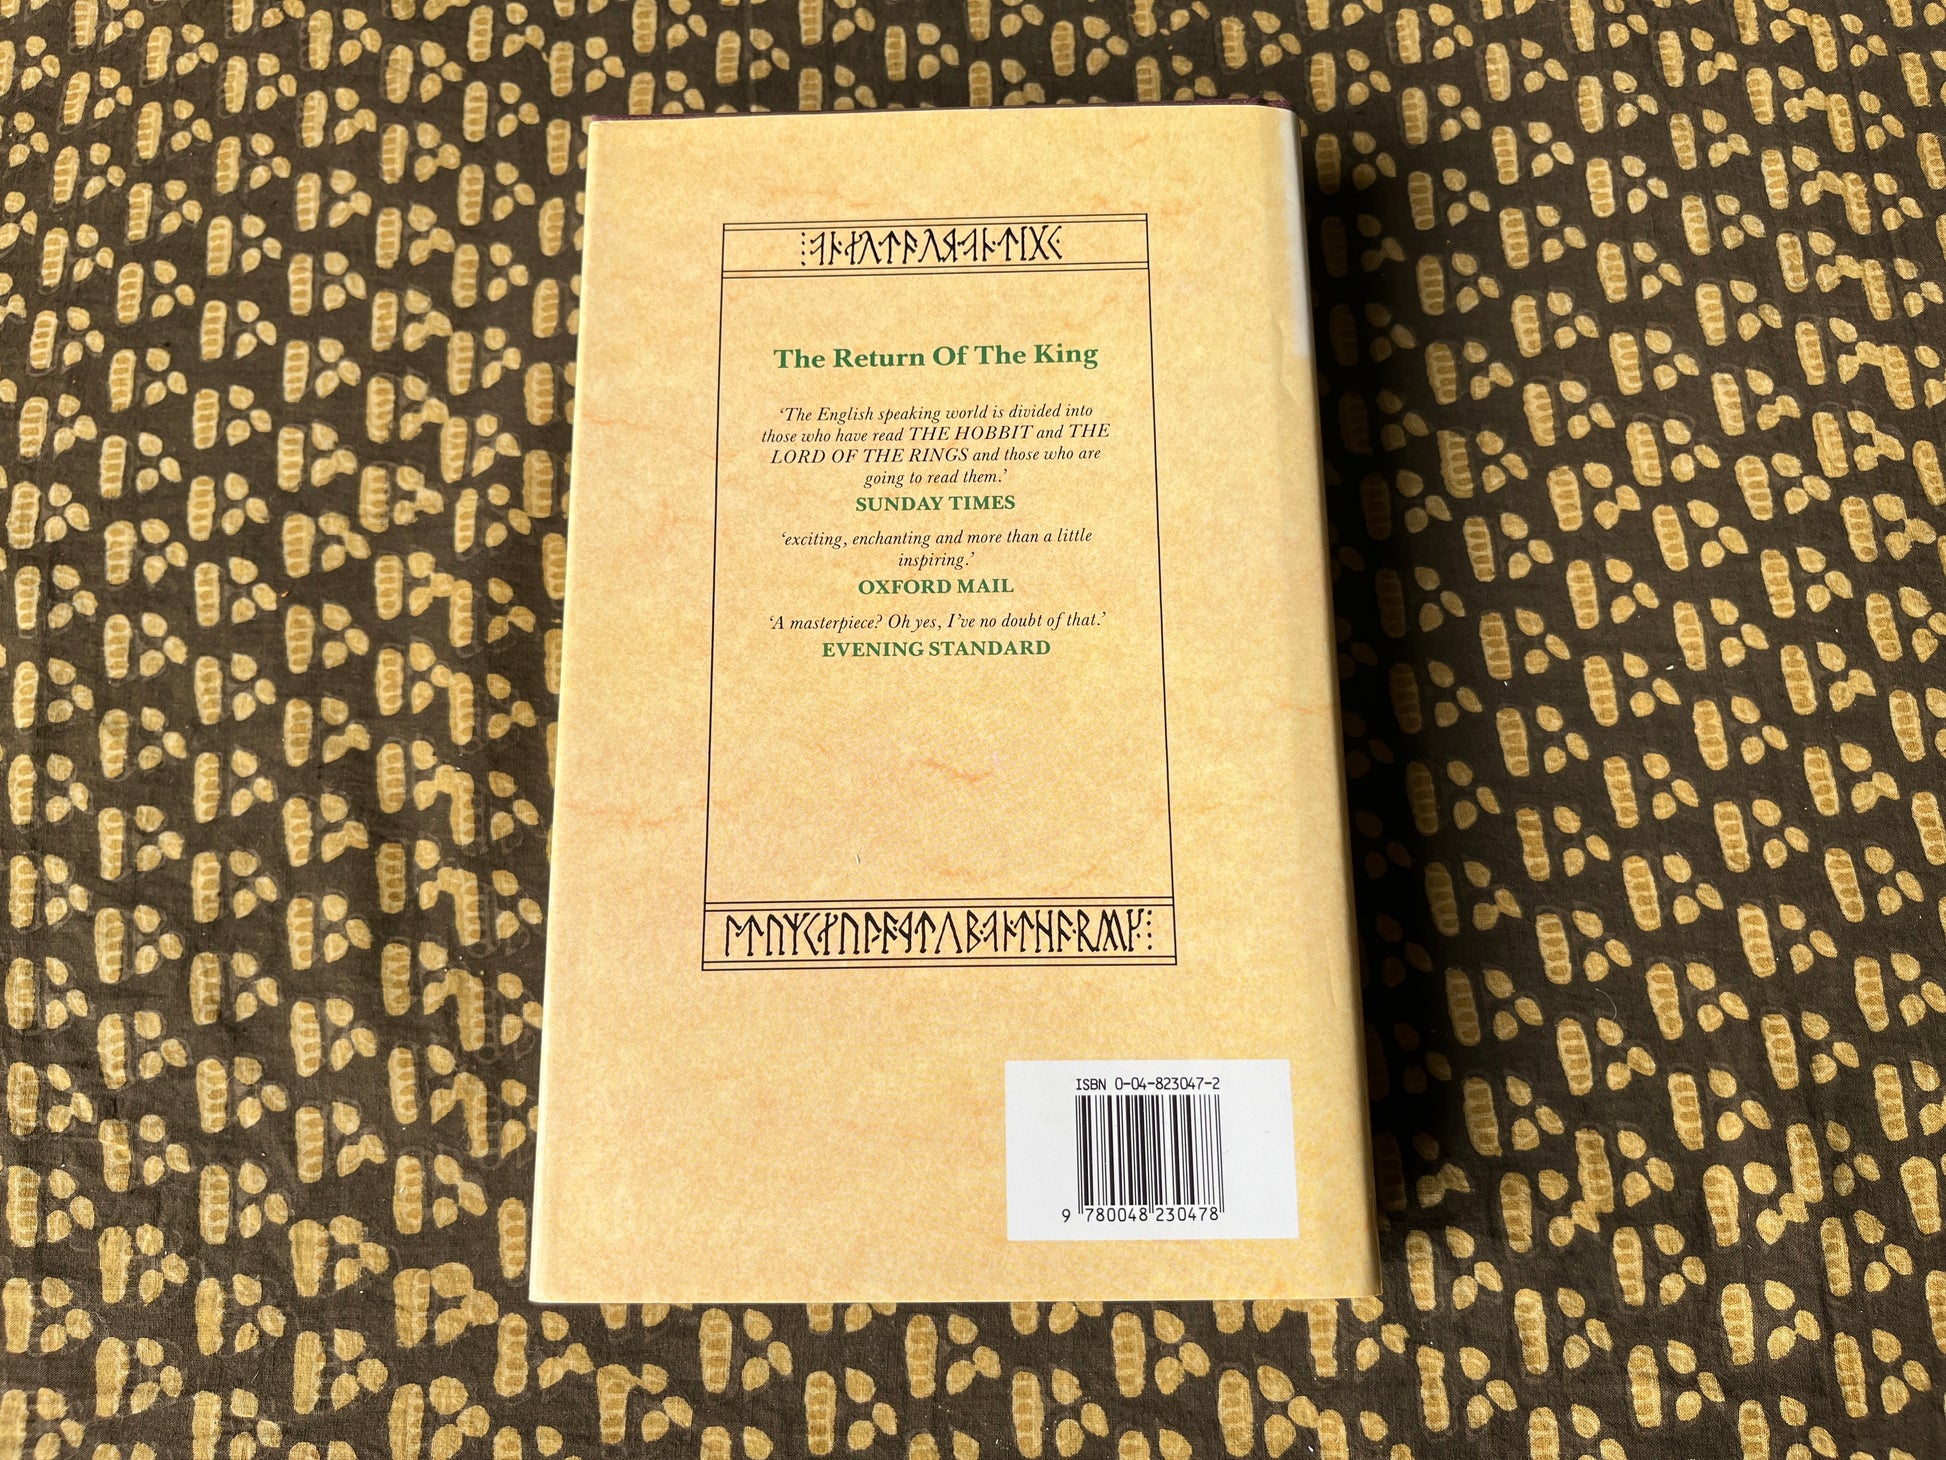 The Return Of The King
‘The English speaking world is divided into
those who have read THE HOBBIT and THE
LORD OF THE RINGS and those who are
going to read them.’
SUNDAY TIMES
‘exciting, enchanting and more than a little
inspiring.’
OXFORD MAIL
‘A masterpiece? Oh yes, I’ve no doubt of that.’
EVENING STANDARD
ISBN 0-04-823047-2
9 780048 230478